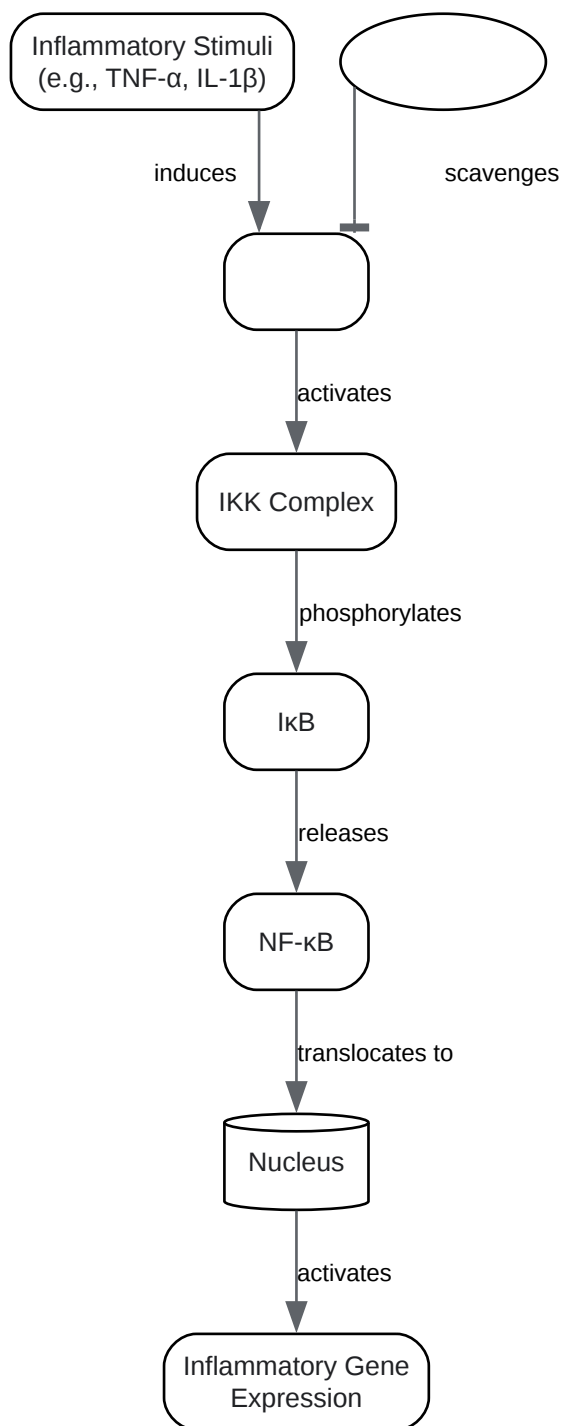 Inflammatory Stimuli
(e.g., TNF-α, IL-1β)
induces
scavenges
activates
IKK Complex
phosphorylates
IκB
releases
NF-κB
translocates to
Nucleus
activates
Inflammatory Gene
Expression